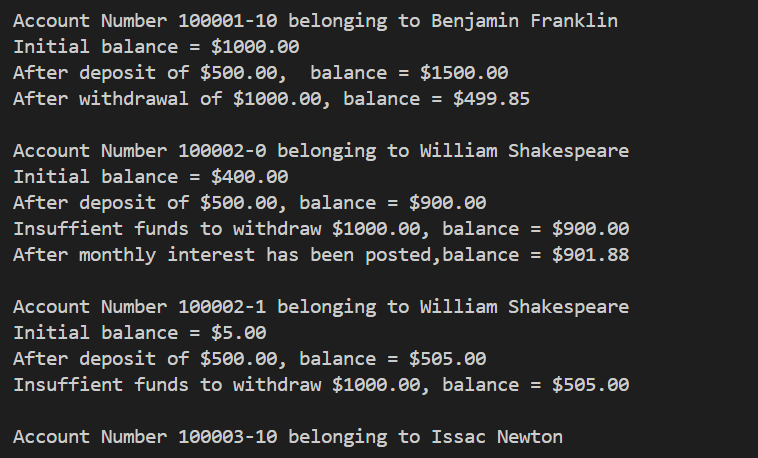 Account Number 100001-10 belonging to Benjamin Franklin
Initial balance = $1000.00
After deposit of $500.00,  balance = $1500.00
After withdrawal of $1000.00, balance = $499.85

Account Number 100002-0 belonging to William Shakespeare
Initial balance = $400.00
After deposit of $500.00, balance = $900.00
Insufficient funds to withdraw $1000.00, balance = $900.00
After monthly interest has been posted,balance = $901.88

Account Number 100002-1 belonging to William Shakespeare
Initial balance = $5.00
After deposit of $500.00, balance = $505.00
Insufficient funds to withdraw $1000.00, balance = $505.00

Account Number 100003-10 belonging to Issac Newton